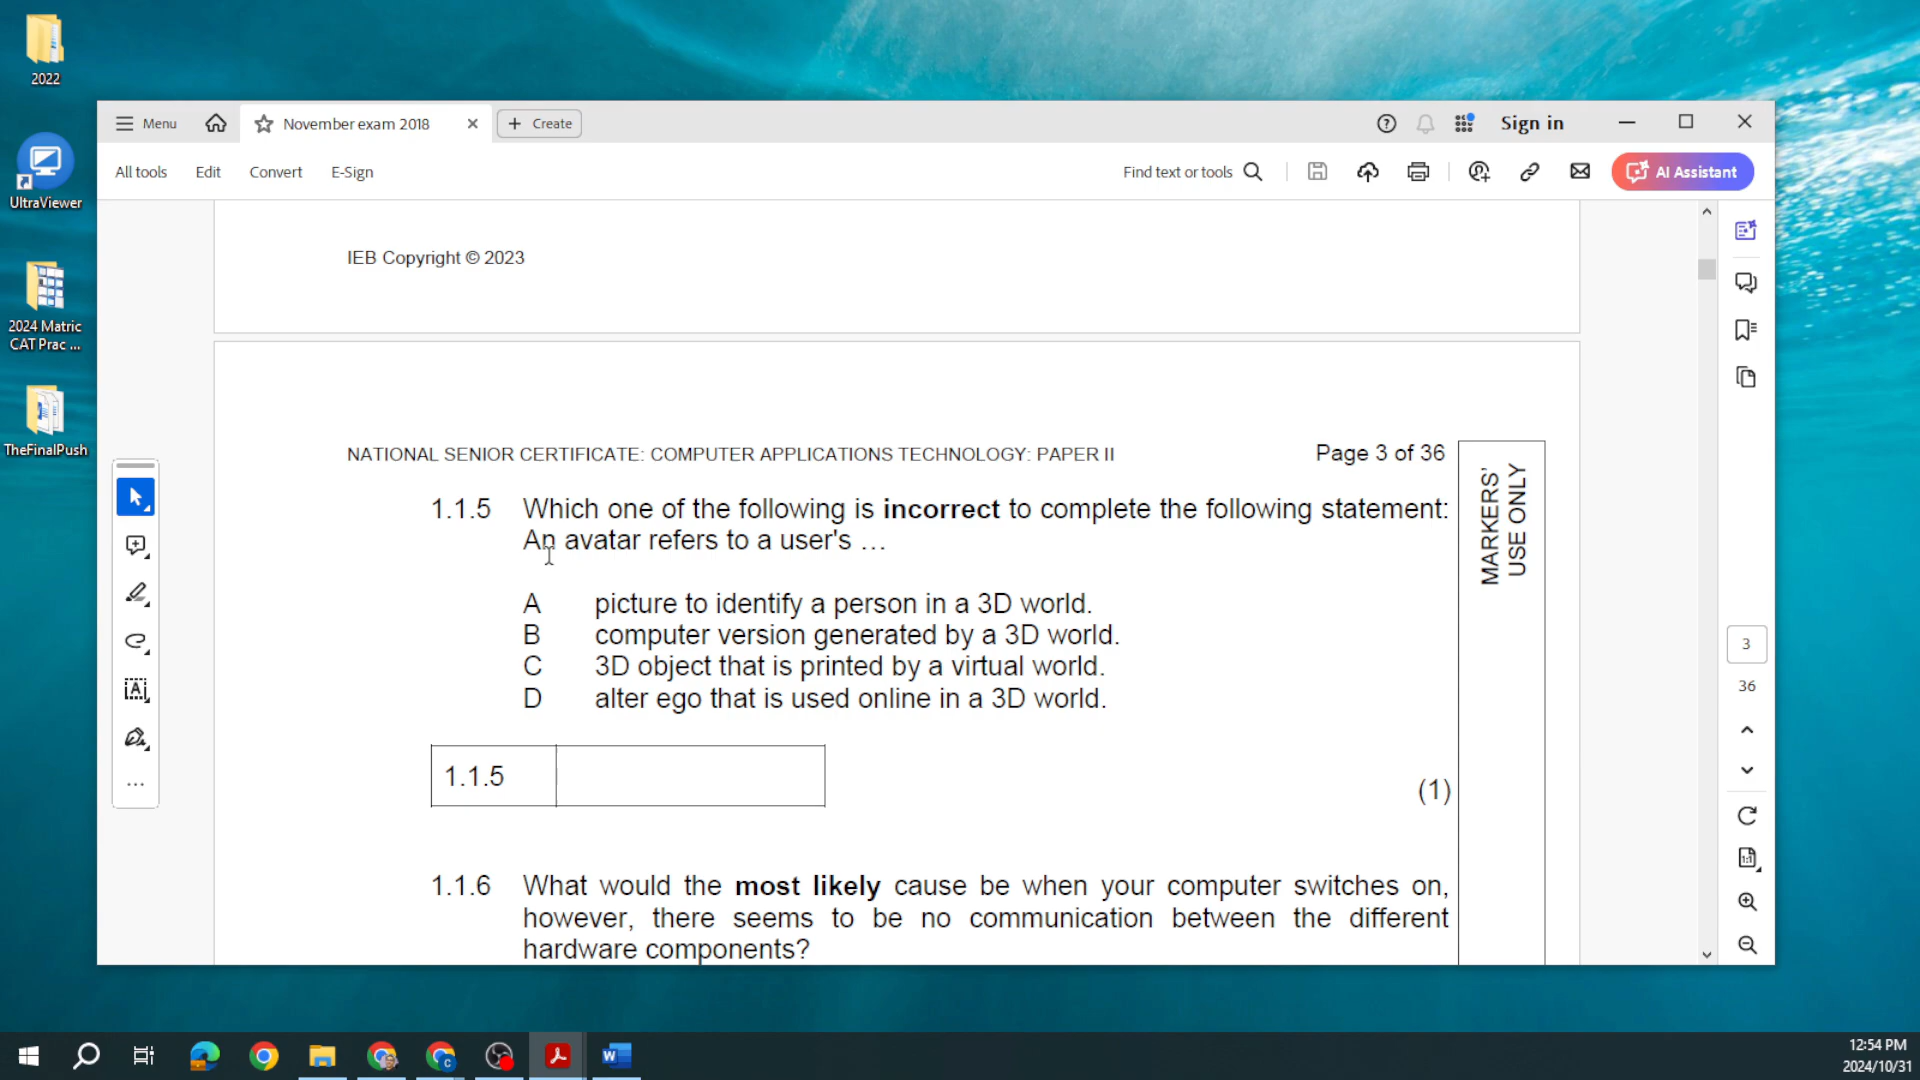 2022
UltraViewer
2024 Matric
CAT Prac ...
TheFinalPush
Menu
November exam 2018
Create
Sign in
All tools
Edit
Convert
E-Sign
Find text or tools
AI Assistant
IEB Copyright © 2023
NATIONAL SENIOR CERTIFICATE: COMPUTER APPLICATIONS TECHNOLOGY: PAPER II
Page 3 of 36
MARKERS'
USE ONLY
1.1.5 Which one of the following is incorrect to complete the following statement:
An avatar refers to a user's ...
A picture to identify a person in a 3D world.
B computer version generated by a 3D world.
C 3D object that is printed by a virtual world.
D alter ego that is used online in a 3D world.
1.1.5
(1)
1.1.6 What would the most likely cause be when your computer switches on,
however, there seems to be no communication between the different
hardware components?
3
36
12:54 PM
2024/10/31